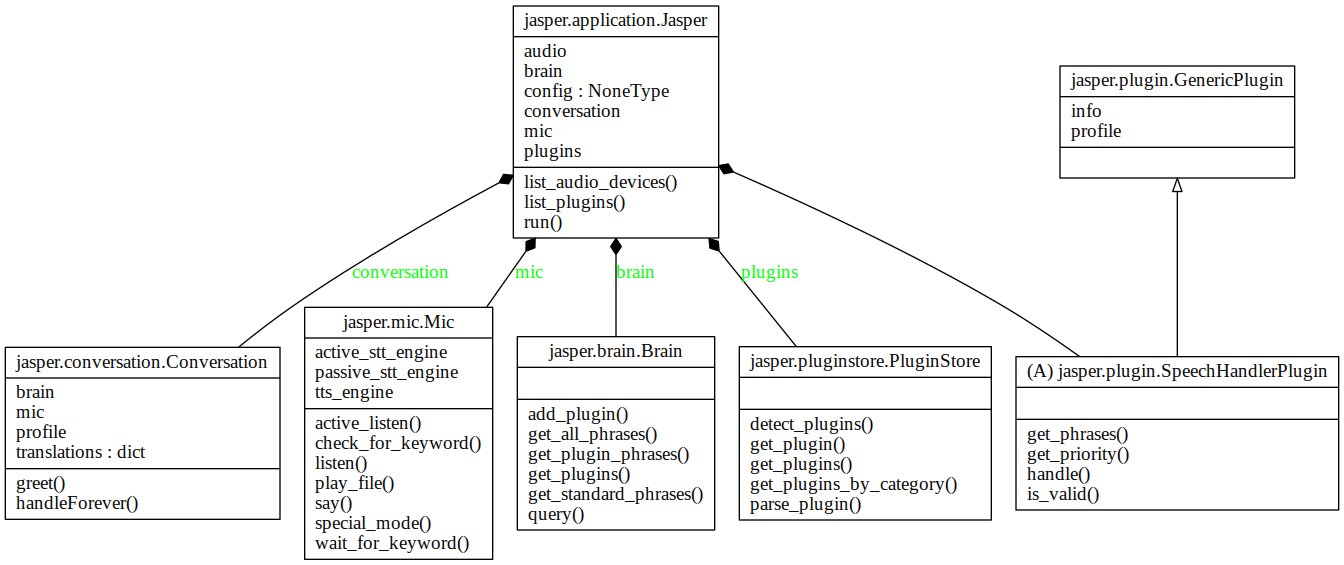 jasper.application.Jasper
audio
brain
config : NoneType
conversation
mic
plugins
list_audio_devices()
list_plugins()
run()
jasper.plugin.GenericPlugin
info
profile
conversation
mic
brain
plugins
jasper.conversation.Conversation
brain
mic
profile
translations : dict
greet()
handleForever()
jasper.mic.Mic
active_stt_engine
passive_stt_engine
tts_engine
active_listen()
check_for_keyword()
listen()
play_file()
say()
special_mode()
wait_for_keyword()
jasper.brain.Brain
add_plugin()
get_all_phrases()
get_plugin_phrases()
get_plugins()
get_standard_phrases()
query()
jasper.pluginstore.PluginStore
detect_plugins()
get_plugin()
get_plugins()
get_plugins_by_category()
parse_plugin()
(A) jasper.plugin.SpeechHandlerPlugin
get_phrases()
get_priority()
handle()
is_valid()